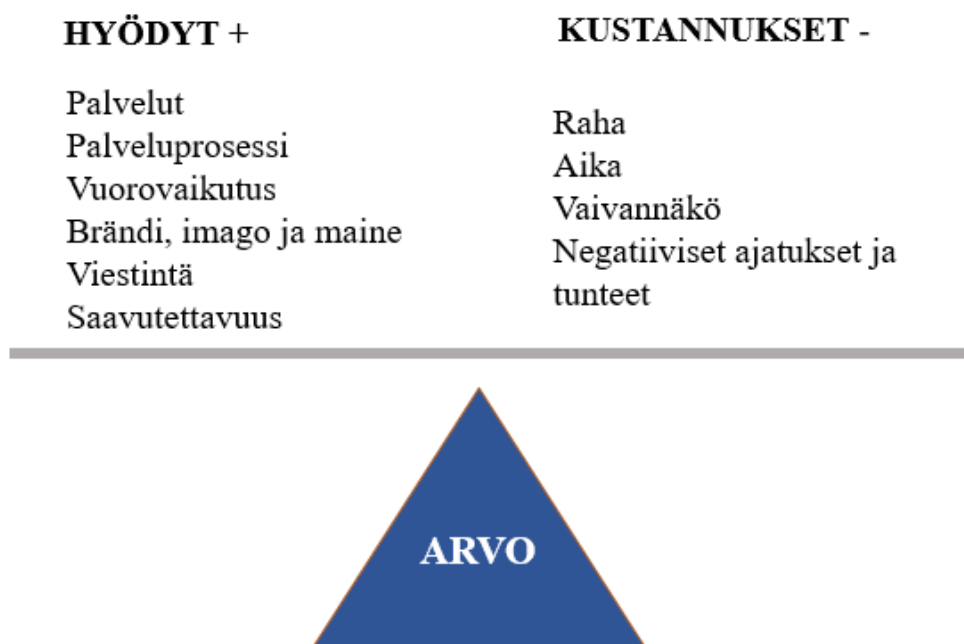 HYÖDYT +
Palvelut
Palveluprosessi
Vuorovaikutus
Brändi, imago ja maine
Viestintä
Saavutettavuus
KUSTANNUKSET -
Raha
Aika
Vaivannäkö
Negatiiviset ajatukset ja
tunteet
ARVO